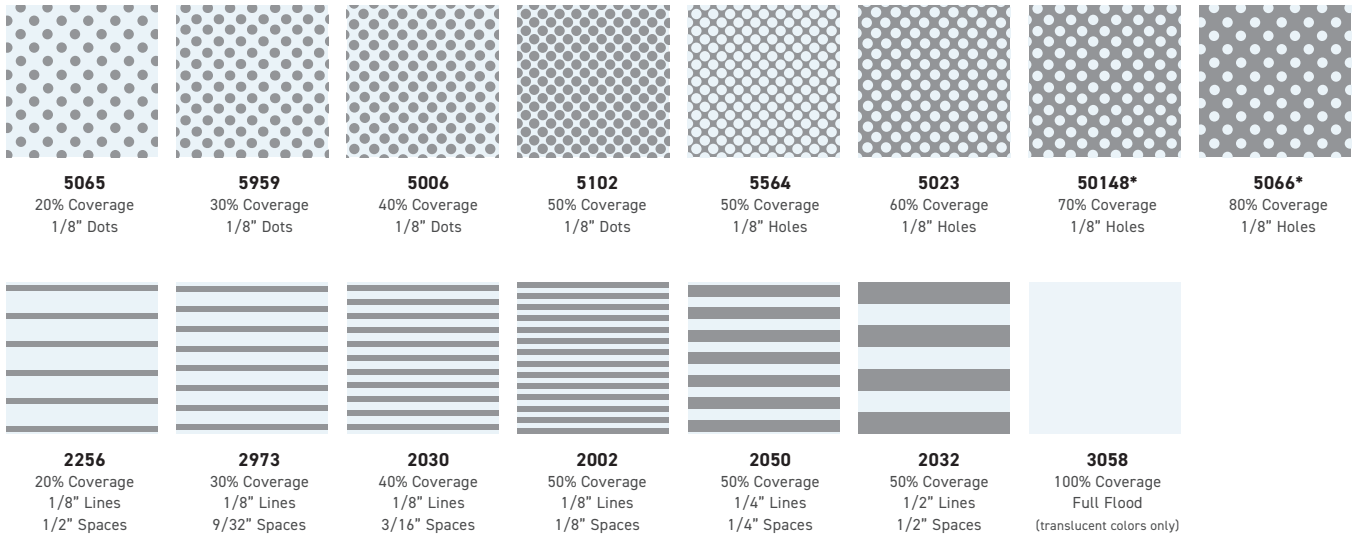 5065
20% Coverage
1/8" Dots
5959
30% Coverage
1/8" Dots
5006
40% Coverage
1/8" Dots
5102
50% Coverage
1/8" Dots
5564
50% Coverage
1/8" Holes
5023
60% Coverage
1/8" Holes
50148*
70% Coverage
1/8" Holes
5066*
80% Coverage
1/8" Holes
2256
20% Coverage
1/8" Lines
1/2" Spaces
2973
30% Coverage
1/8" Lines
9/32" Spaces
2030
40% Coverage
1/8" Lines
3/16" Spaces
2002
50% Coverage
1/8" Lines
1/8" Spaces
2050
50% Coverage
1/4" Lines
1/4" Spaces
2032
50% Coverage
1/2" Lines
1/2" Spaces
3058
100% Coverage
Full Flood
(translucent colors only)